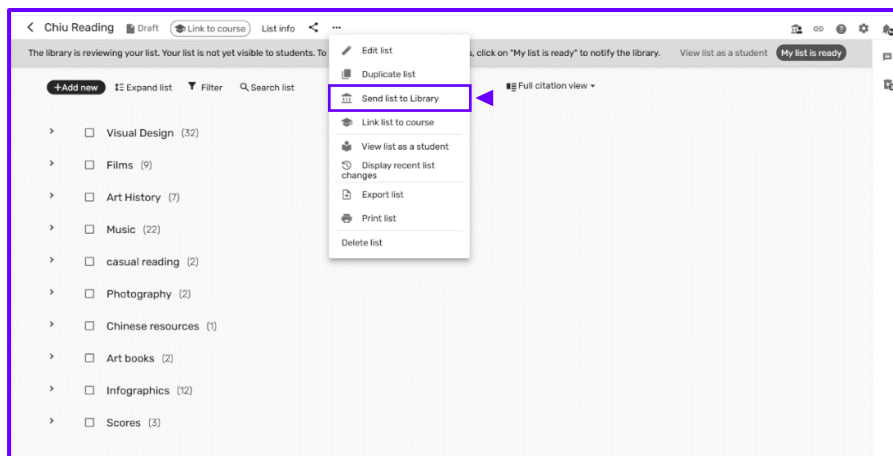 Chiu Reading Draft Link to course List info
The library is reviewing your list. Your list is not yet visible to students. To s, click on "My list is ready" to notify the library. View list as a student My list is ready
Edit list
Duplicate list
Send list to Library
Link list to course
View list as a student
Display recent list
changes
Export list
Print list
Delete list
+Add new Expand list Filter Search list Full citation view
Visual Design (32)
Films (9)
Art History (7)
Music (22)
casual reading (2)
Photography (2)
Chinese resources (1)
Art books (2)
Infographics (12)
Scores (3)